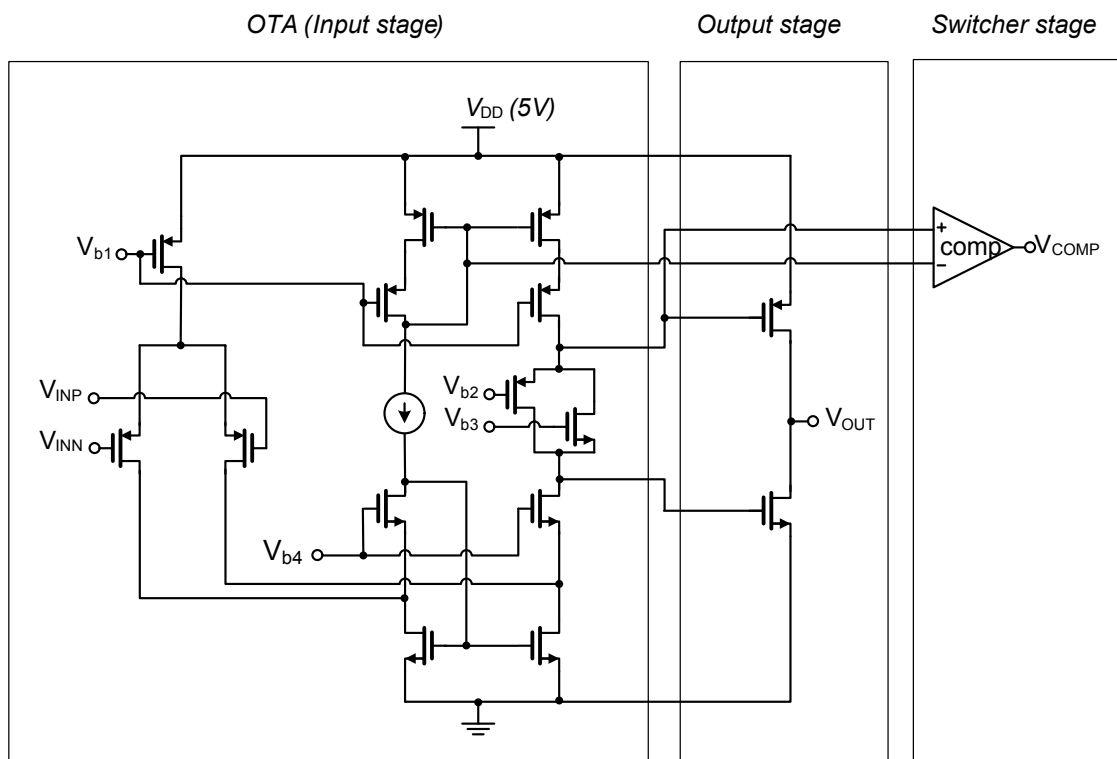 OTA (Input stage)
Output stage
Switcher stage
VDD (5V)
Vb1
+
comp
−
VCOMP
VINP
VINN
Vb2
Vb3
VOUT
Vb4